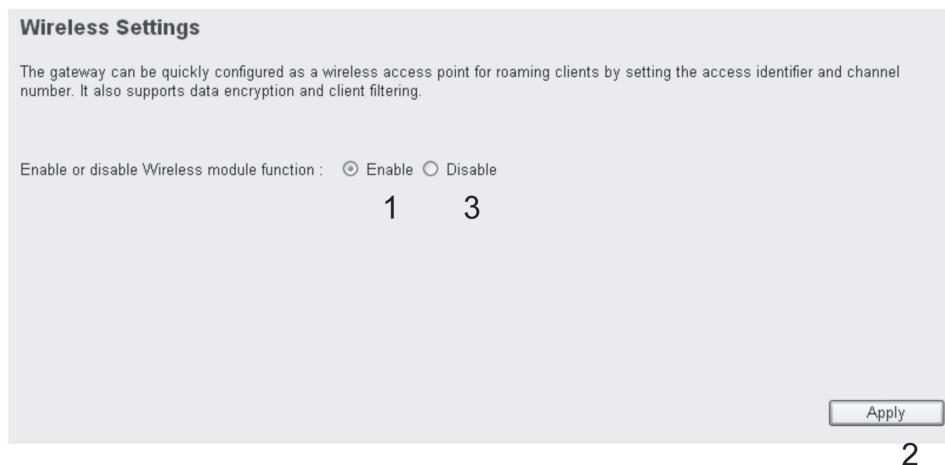 Wireless Settings
The gateway can be quickly configured as a wireless access point for roaming clients by setting the access identifier and channel
number. It also supports data encryption and client filtering.
Enable or disable Wireless module function : Enable Disable
1 3
Apply
2